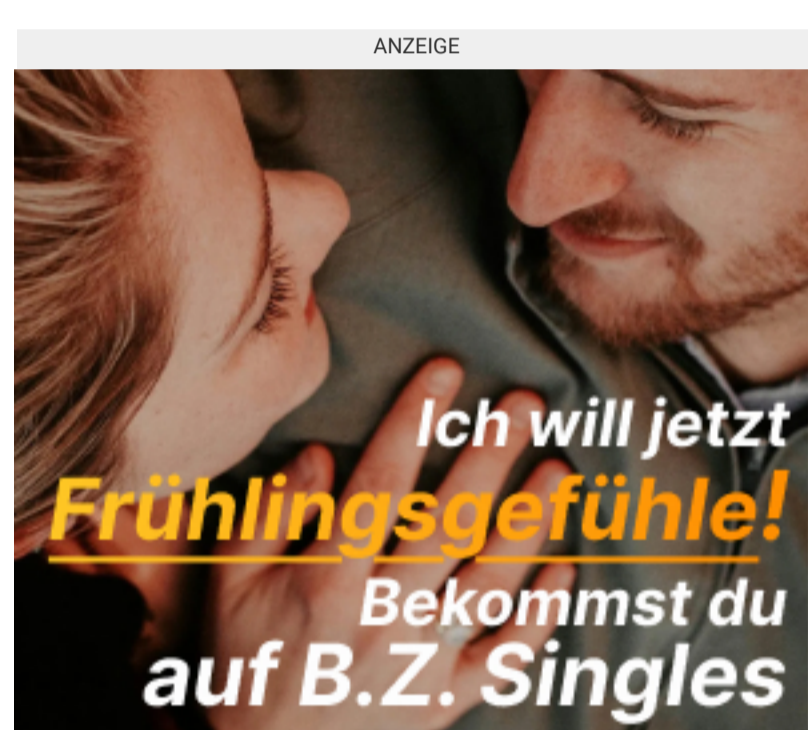 ANZEIGE
Ich will jetzt
Frühlingsgefühle!
Bekommst du
auf B.Z. Singles